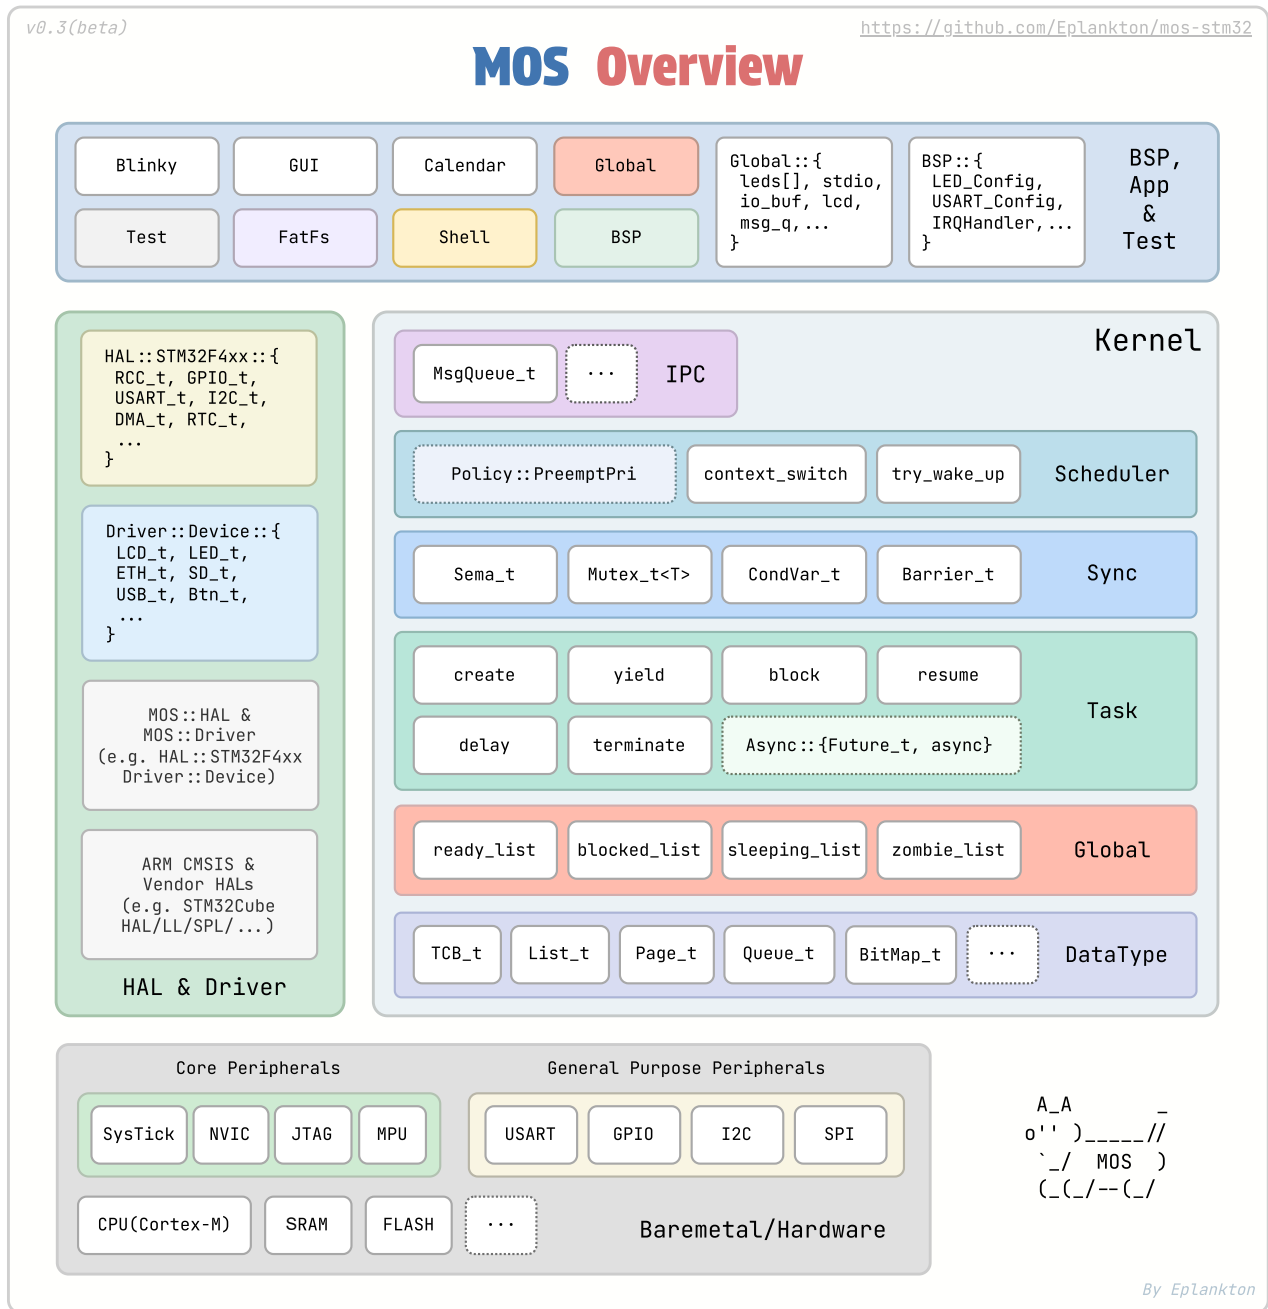 v0.3(beta)
https://github.com/Eplankton/mos-stm32
MOS Overview
Blinky
GUI
Calendar
Global
Test
FatFs
Shell
BSP
Global::{
leds[], stdio,
io_buf, lcd,
msg_q,...
}
BSP::{
LED_Config,
USART_Config,
IRQHandler,...
}
BSP,
App
&
Test
HAL::STM32F4xx::{
RCC_t, GPIO_t,
USART_t, I2C_t,
DMA_t, RTC_t,
...
}
Driver::Device::{
LCD_t, LED_t,
ETH_t, SD_t,
USB_t, Btn_t,
...
}
MOS::HAL &
MOS::Driver
(e.g. HAL::STM32F4xx
Driver::Device)
ARM CMSIS &
Vendor HALs
(e.g. STM32Cube
HAL/LL/SPL/...)
HAL & Driver
Kernel
MsgQueue_t
...
IPC
Policy::PreemptPri
context_switch
try_wake_up
Scheduler
Sema_t
Mutex_t<T>
CondVar_t
Barrier_t
Sync
create
yield
block
resume
delay
terminate
Async::{Future_t, async}
Task
ready_list
blocked_list
sleeping_list
zombie_list
Global
TCB_t
List_t
Page_t
Queue_t
BitMap_t
...
DataType
Core Peripherals
SysTick
NVIC
JTAG
MPU
General Purpose Peripherals
USART
GPIO
I2C
SPI
CPU(Cortex-M)
SRAM
FLASH
...
Baremetal/Hardware
A_A        _
o'' )_____//
`_/  MOS  )
(_(_/--(_/
By Eplankton